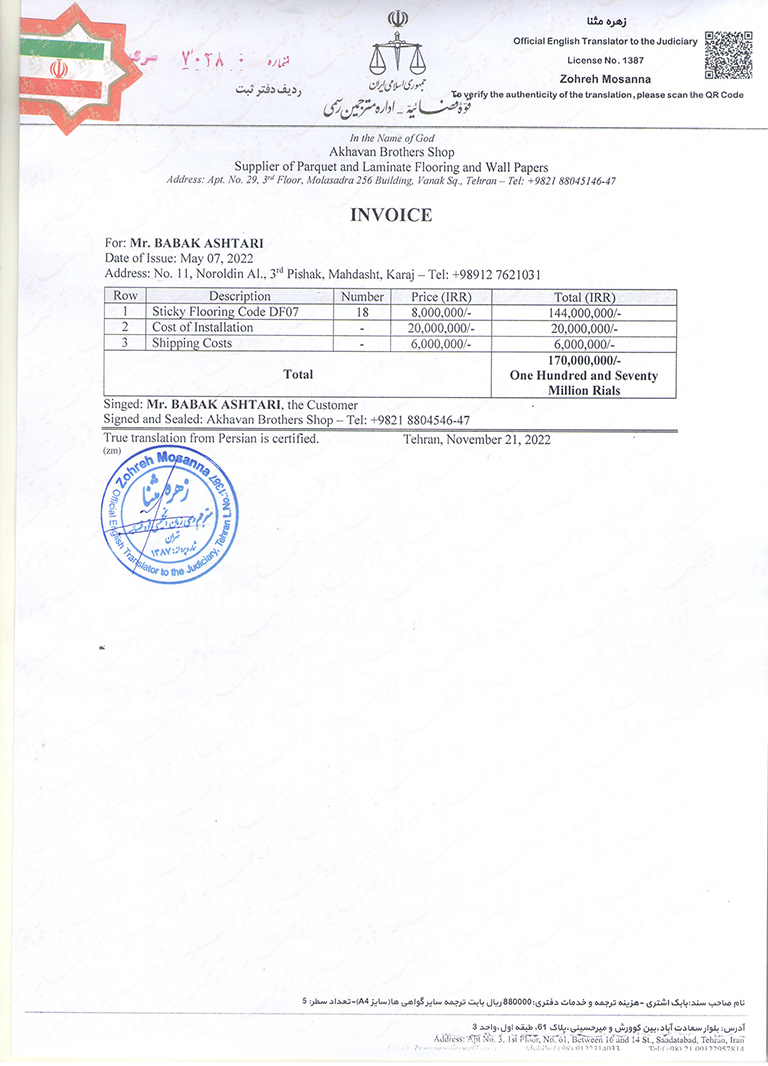 زهره مثنا
Official English Translator to the Judiciary
License No. 1387
Zohreh Mosanna
To verify the authenticity of the translation, please scan the QR Code
شماره ۷۰۲۸۰
ردیف دفتر ثبت
جمهوری اسلامی ایران
قوه قضائیه - اداره مترجمین رسمی
In the Name of God
Akhavan Brothers Shop
Supplier of Parquet and Laminate Flooring and Wall Papers
Address: Apt. No. 29, 3rd Floor, Molasadra 256 Building, Vanak Sq., Tehran – Tel: +9821 88045146-47
INVOICE
For: Mr. BABAK ASHTARI
Date of Issue: May 07, 2022
Address: No. 11, Noroldin Al., 3rd Pishak, Mahdasht, Karaj – Tel: +98912 7621031
Row Description Number Price (IRR) Total (IRR)
1 Sticky Flooring Code DF07 18 8,000,000/- 144,000,000/-
2 Cost of Installation - 20,000,000/- 20,000,000/-
3 Shipping Costs - 6,000,000/- 6,000,000/-
Total 170,000,000/-
One Hundred and Seventy
Million Rials
Singed: Mr. BABAK ASHTARI, the Customer
Signed and Sealed: Akhavan Brothers Shop – Tel: +9821 8804546-47
True translation from Persian is certified. Tehran, November 21, 2022
(zm)
Zohreh Mosanna
Official English Translator to the Judiciary, Tehran L.No.1387
زهره مثنا
تهران
شماره پروانه: ۱۳۸۷
نام صاحب سند: بابک اشتری - هزینه ترجمه و خدمات دفتری: 880000 ریال بابت ترجمه سایر گواهی ها (سایز A4)-تعداد سطر: 5
آدرس: بلوار سعادت آباد، بین کوروش و میرحسینی، پلاک 61، طبقه اول، واحد 3
Address: Apt No. 3, 1st Floor, No. 61, Between 16 and 14 St., Saadatabad, Tehran, Iran